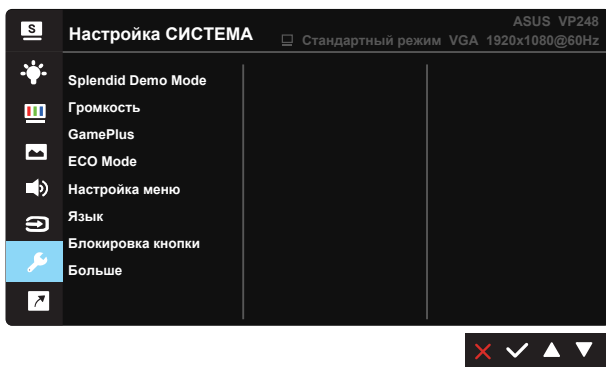 S
Настройка СИСТЕМА
ASUS VP248
Стандартный режим VGA 1920x1080@60Hz
Splendid Demo Mode
Громкость
GamePlus
ECO Mode
Настройка меню
Язык
Блокировка кнопки
Больше